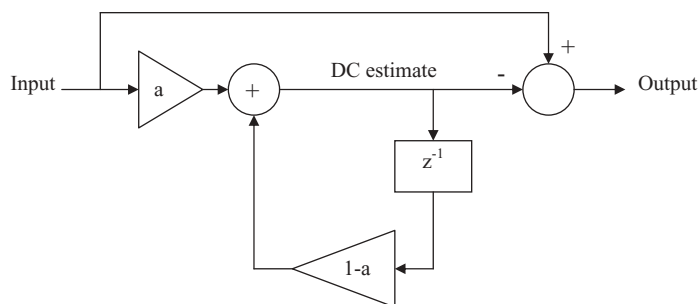 +
Input
a
+
DC estimate
-
Output
z⁻¹
1-a